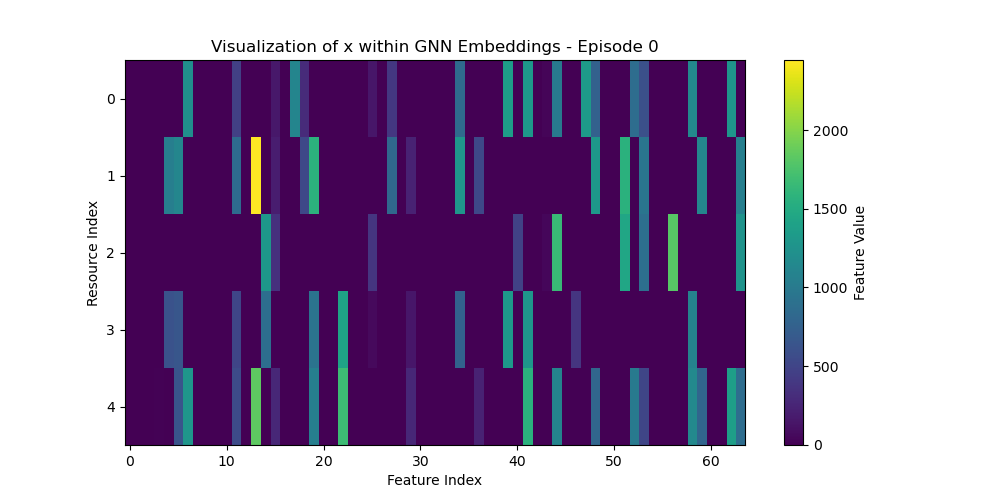 Visualization of x within GNN Embeddings - Episode 0
0
1
2
3
4
Resource Index
0 10 20 30 40 50 60
Feature Index
2000
1500
1000
500
0
Feature Value